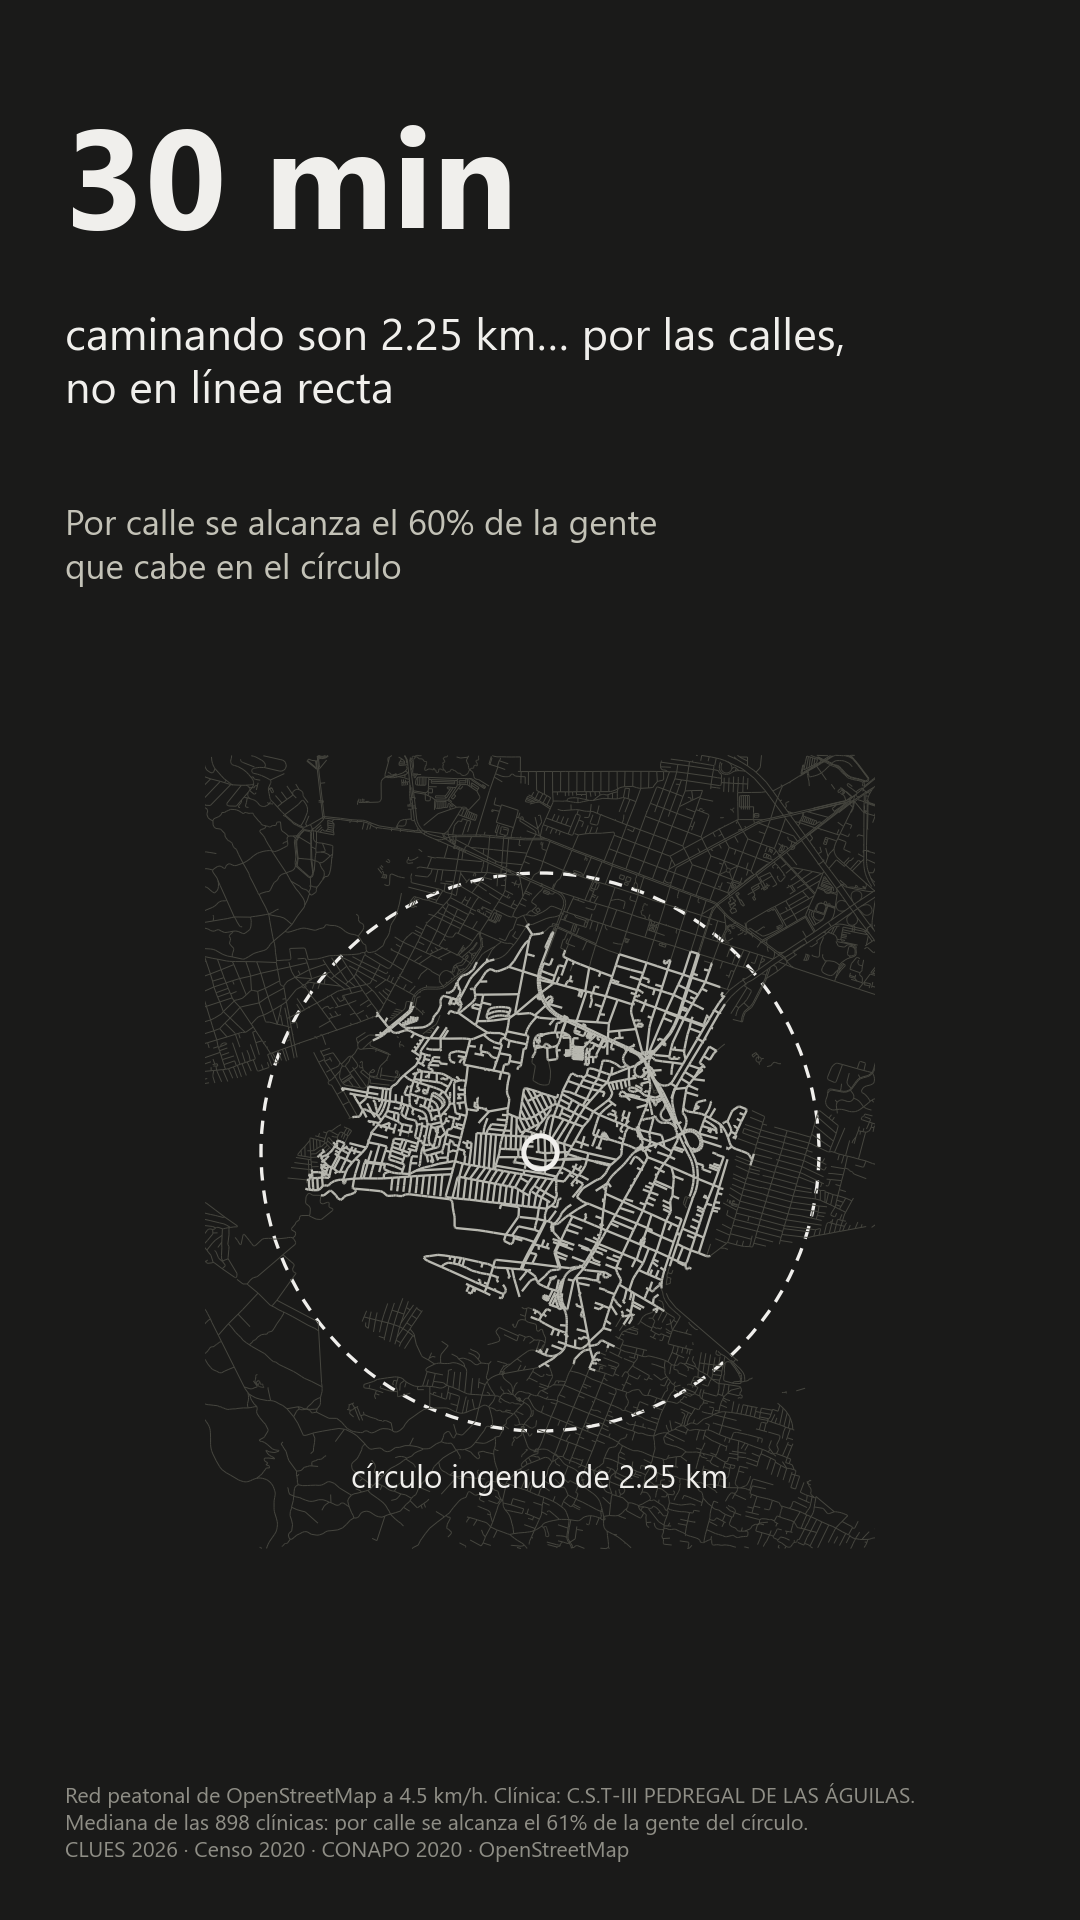 30 min
caminando son 2.25 km... por las calles,
no en línea recta
Por calle se alcanza el 60% de la gente
que cabe en el círculo
círculo ingenuo de 2.25 km
Red peatonal de OpenStreetMap a 4.5 km/h. Clínica: C.S.T-III PEDREGAL DE LAS ÁGUILAS.
Mediana de las 898 clínicas: por calle se alcanza el 61% de la gente del círculo.
CLUES 2026 · Censo 2020 · CONAPO 2020 · OpenStreetMap